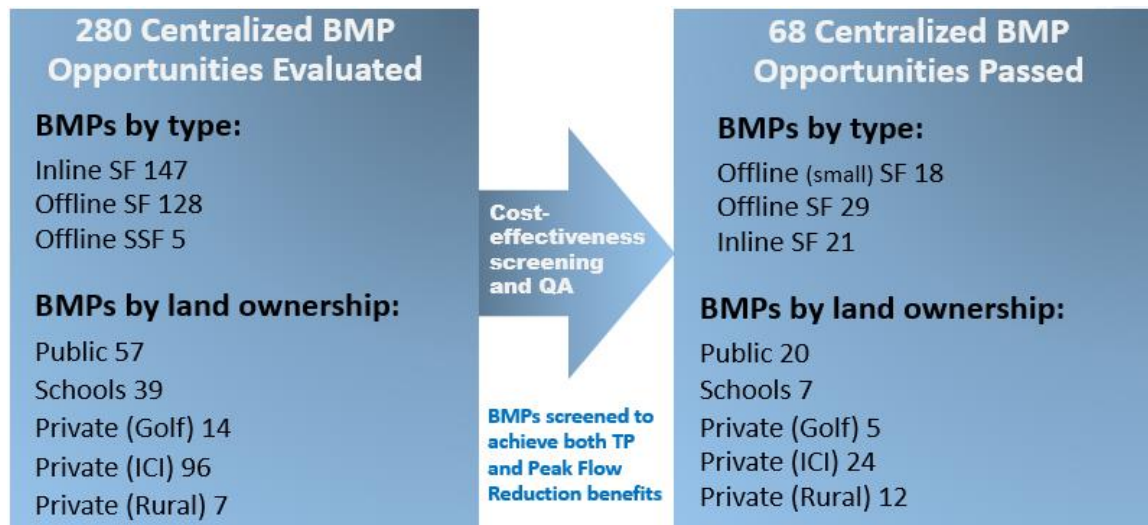 280 Centralized BMP
Opportunities Evaluated
BMPs by type:
Inline SF 147
Offline SF 128
Offline SSF 5
BMPs by land ownership:
Public 57
Schools 39
Private (Golf) 14
Private (ICI) 96
Private (Rural) 7
Cost-
effectiveness
screening
and QA
BMPs screened to
achieve both TP
and Peak Flow
Reduction benefits
68 Centralized BMP
Opportunities Passed
BMPs by type:
Offline (small) SF 18
Offline SF 29
Inline SF 21
BMPs by land ownership:
Public 20
Schools 7
Private (Golf) 5
Private (ICI) 24
Private (Rural) 12